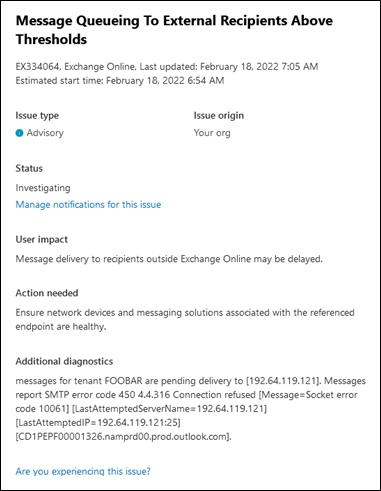 Message Queueing To External Recipients Above
Thresholds
EX334064, Exchange Online, Last updated: February 18, 2022 7:05 AM
Estimated start time: February 18, 2022 6:54 AM
Issue type
Issue origin
Advisory
Your org
Status
Investigating
Manage notifications for this issue
User impact
Message delivery to recipients outside Exchange Online may be delayed.
Action needed
Ensure network devices and messaging solutions associated with the referenced
endpoint are healthy.
Additional diagnostics
messages for tenant FOOBAR are pending delivery to [192.64.119.121]. Messages
report SMTP error code 450 4.4.316 Connection refused [Message=Socket error
code 10061] [LastAttemptedServerName=192.64.119.121]
[LastAttemptedIP=192.64.119.121:25]
[CD1PEPF00001326.namprd00.prod.outlook.com].
Are you experiencing this issue?